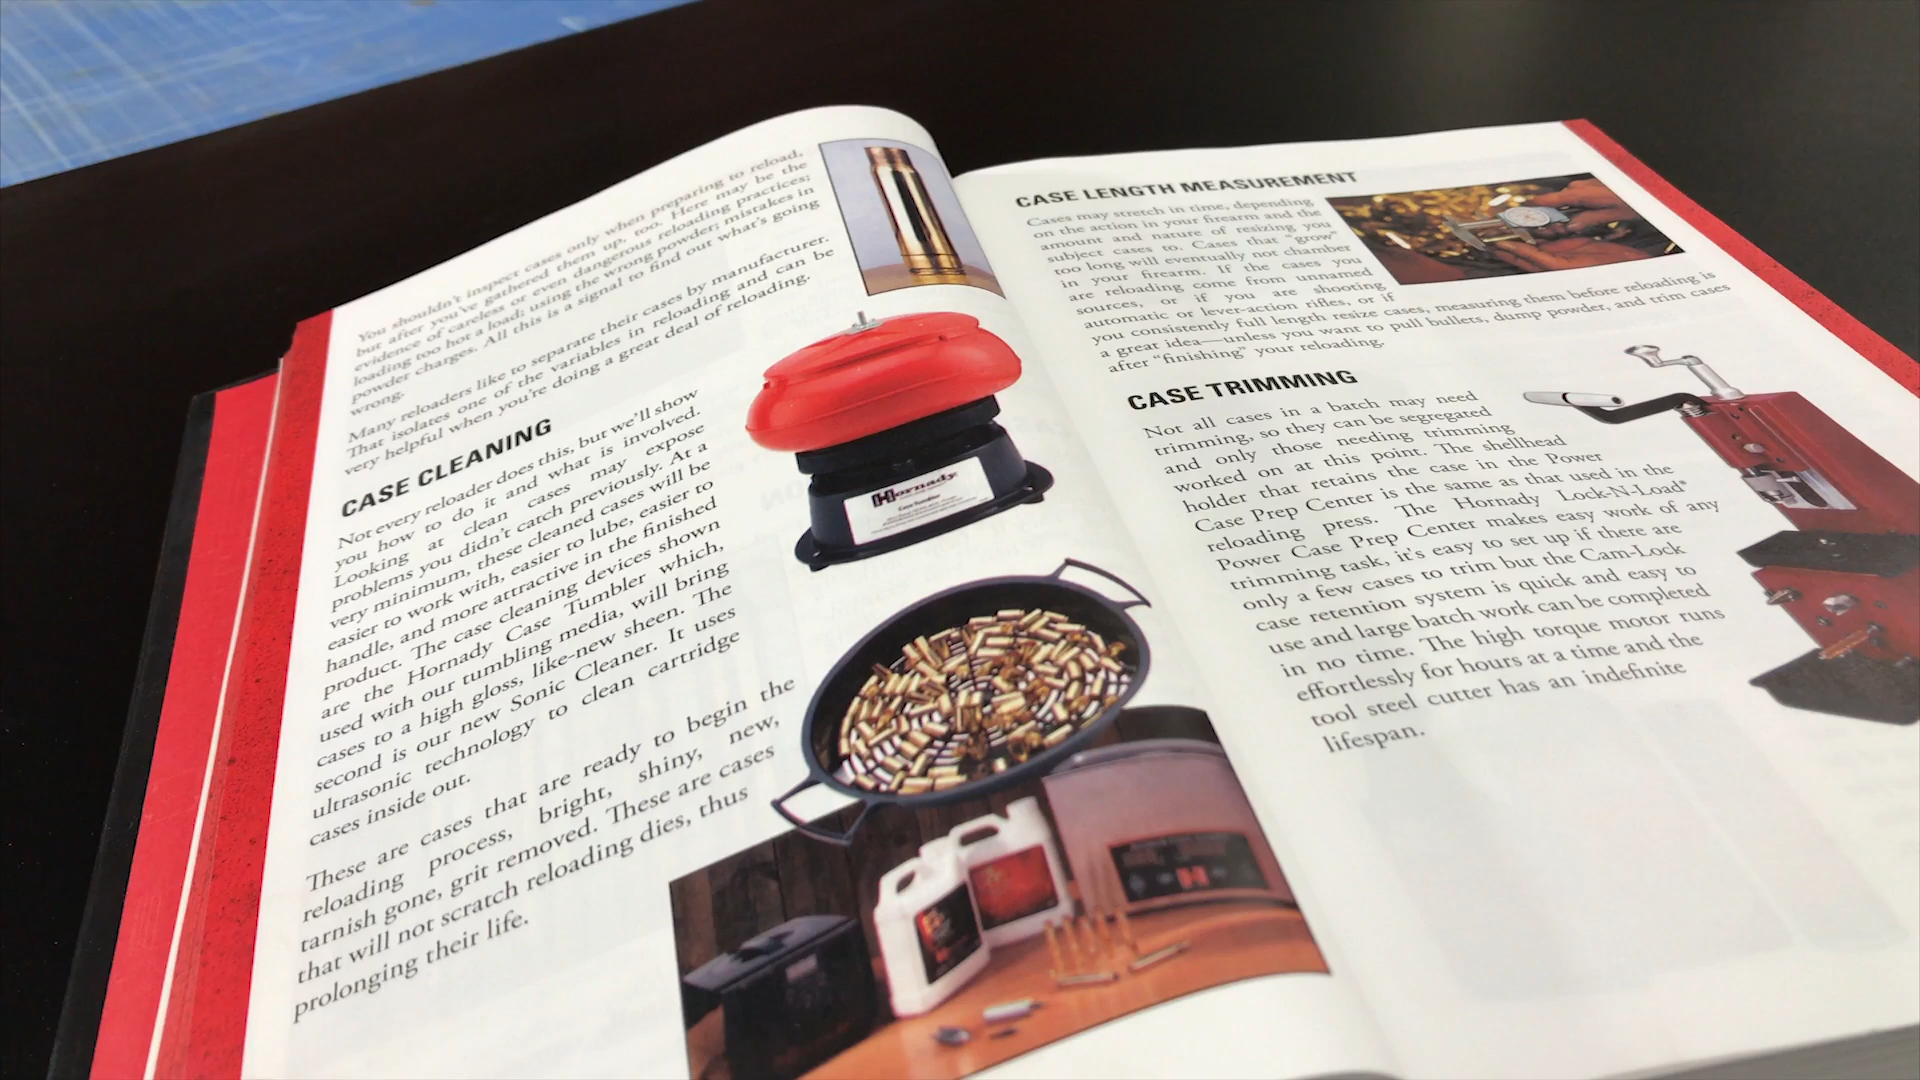 You shouldn't inspect cases only when preparing to reload,
but after you've gathered them up, too. Here may be the
evidence of careless or even dangerous reloading practices;
loading too hot a load; using the wrong powder; mistakes in
powder charges. All this is a signal to find out what's going
wrong.
Many reloaders like to separate their cases by manufacturer.
That isolates one of the variables in reloading and can be
very helpful when you're doing a great deal of reloading.
CASE CLEANING
Not every reloader does this, but we'll show
you how to do it and what is involved.
Looking at clean cases may expose
problems you didn't catch previously. At a
very minimum, these cleaned cases will be
easier to work with, easier to lube, easier to
handle, and more attractive in the finished
product. The case cleaning devices shown
are the Hornady Case Tumbler which,
used with our tumbling media, will bring
cases to a high gloss, like-new sheen. The
second is our new Sonic Cleaner. It uses
ultrasonic technology to clean cartridge
cases inside out.
These are cases that are ready to begin the
reloading process, bright, shiny, new,
tarnish gone, grit removed. These are cases
that will not scratch reloading dies, thus
prolonging their life.
Hornady
Case Tumbler
CASE LENGTH MEASUREMENT
Cases may stretch in time, depending
on the action in your firearm and the
amount and nature of resizing you
subject cases to. Cases that "grow"
too long will eventually not chamber
in your firearm. If the cases you
are reloading come from unnamed
sources, or if you are shooting
automatic or lever-action rifles, or if
you consistently full length resize cases, measuring them before reloading is
a great idea—unless you want to pull bullets, dump powder, and trim cases
after "finishing" your reloading.
CASE TRIMMING
Not all cases in a batch may need
trimming, so they can be segregated
and only those needing trimming
worked on at this point. The shellhead
holder that retains the case in the Power
Case Prep Center is the same as that used in the
reloading press. The Hornady Lock-N-Load®
Power Case Prep Center makes easy work of any
trimming task, it's easy to set up if there are
only a few cases to trim but the Cam-Lock
case retention system is quick and easy to
use and large batch work can be completed
in no time. The high torque motor runs
effortlessly for hours at a time and the
tool steel cutter has an indefinite
lifespan.